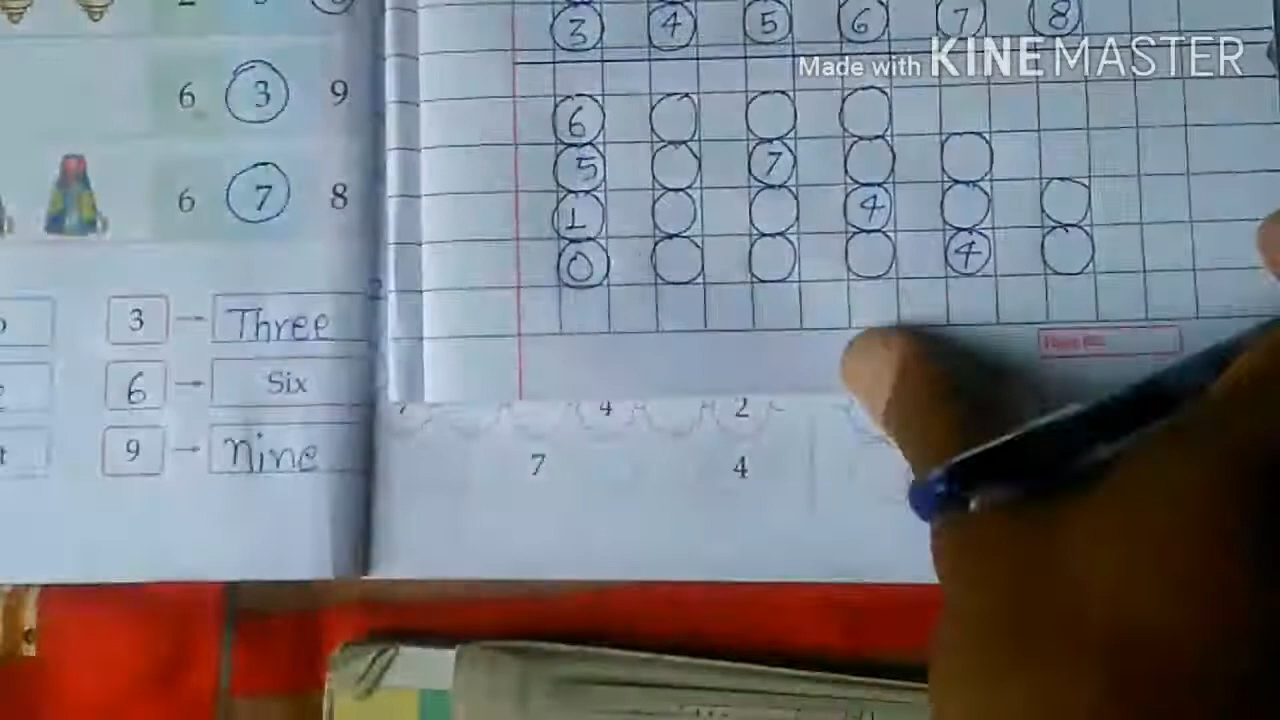 3 4 5 6 7 8
Made with KINEMASTER
6 3 9
6 7 8
3 Three
6 Six
9 nine
6
5 7
1 4
0 4
4 2
7 4